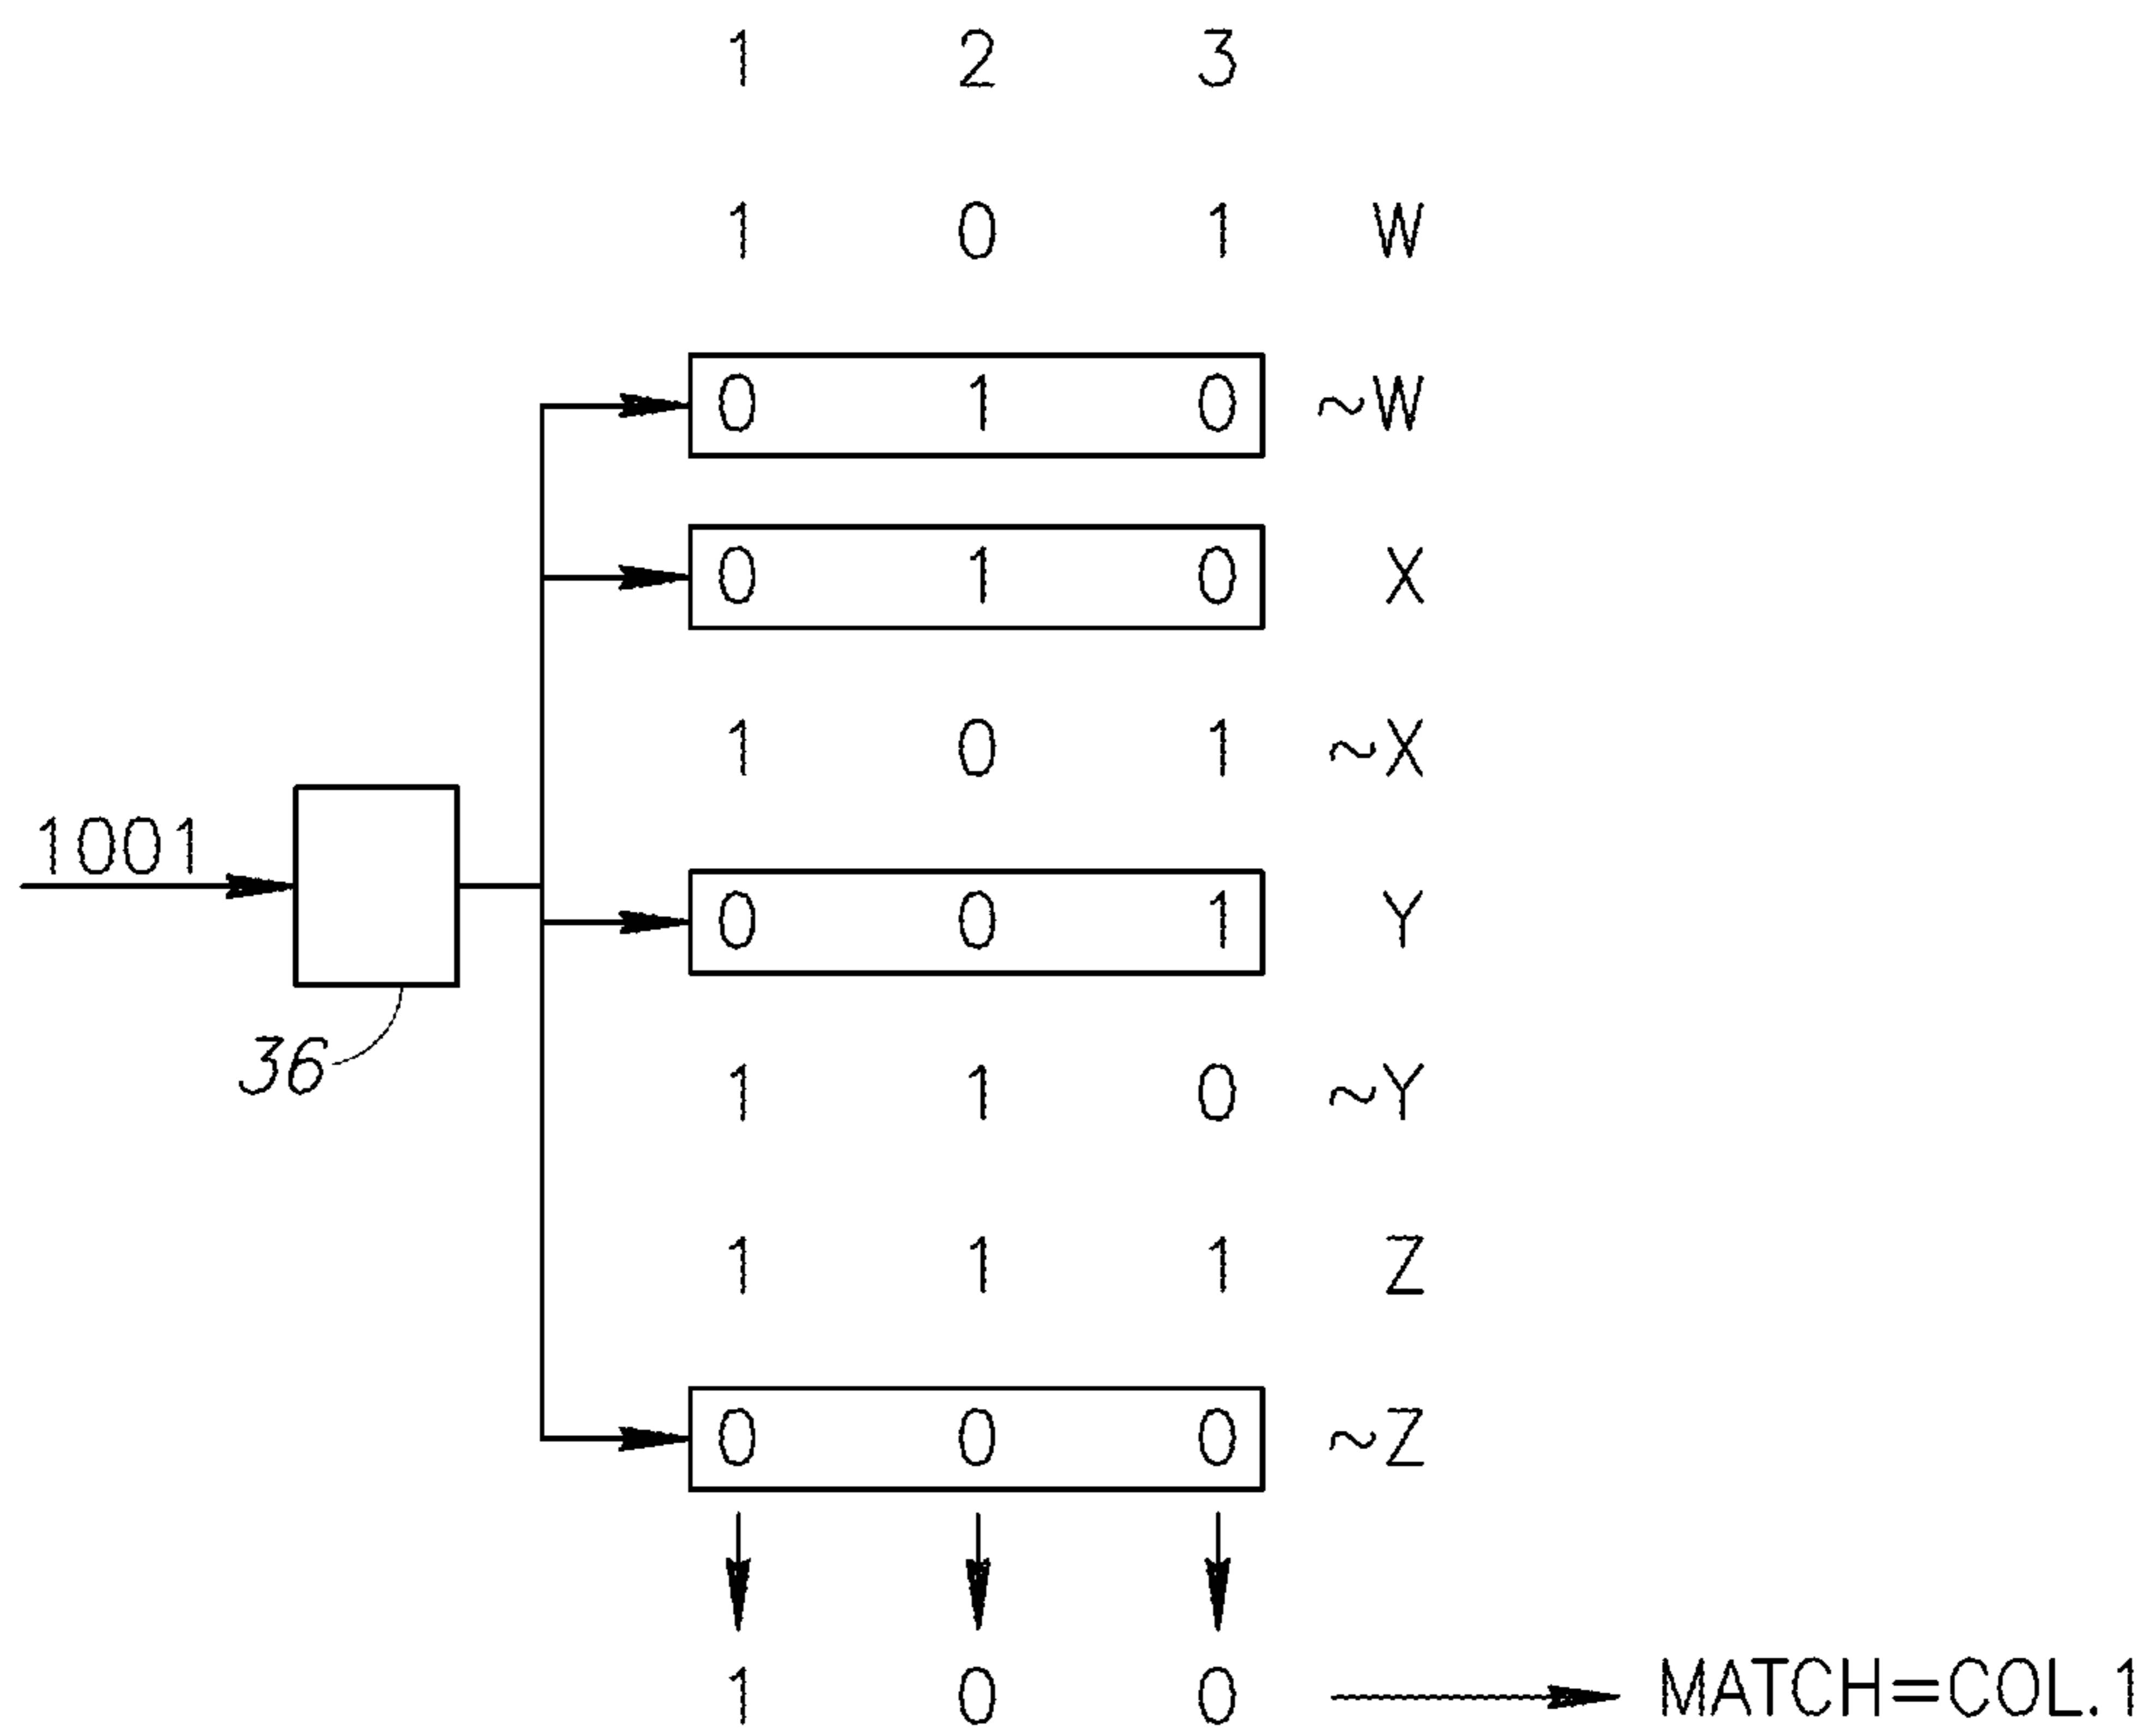 1 2 3
1 0 1 W
0 1 0 ~W
0 1 0 X
1 0 1 ~X
1001
0 0 1 Y
36
1 1 0 ~Y
1 1 1 Z
0 0 0 ~Z
1 0 0 MATCH=COL.1